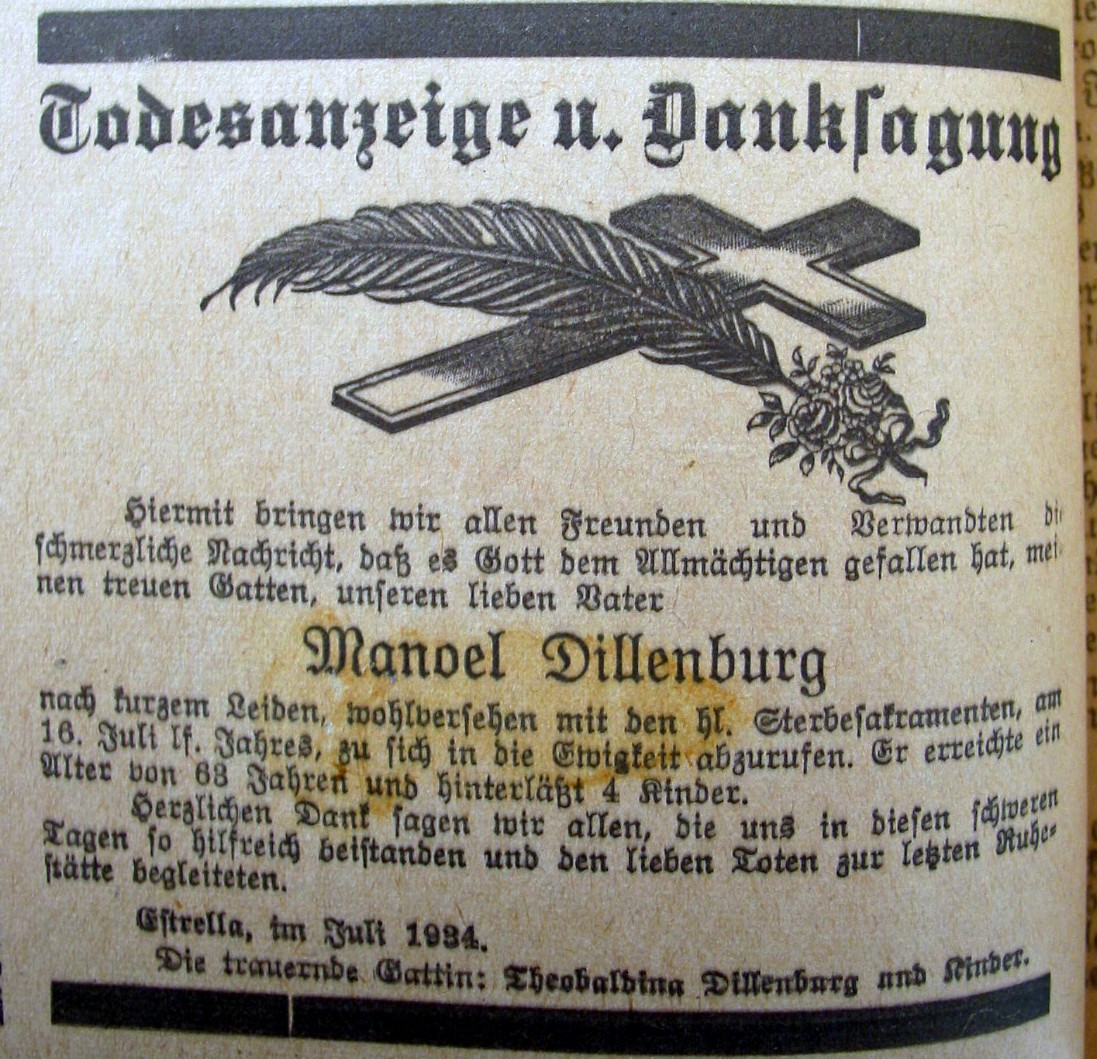 Todesanzeige u. Dankſagung
Hiermit bringen wir allen Freunden und Verwandten die
ſchmerzliche Nachricht, daß es Gott dem Allmächtigen gefallen hat, mei-
nen treuen Gatten, unſeren lieben Vater
Manoel Dillenburg
nach kurzem Leiden, wohlverſehen mit den hl. Sterbeſakramenten, am
16. Juli lf. Jahres, zu ſich in die Ewigkeit abzurufen. Er erreichte ein
Alter von 63 Jahren und hinterläßt 4 Kinder.
Herzlichen Dank ſagen wir allen, die uns in dieſen ſchweren
Tagen ſo hilfreich beiſtanden und den lieben Toten zur letzten Ruhe-
ſtätte begleiteten.
Eſtrella, im Juli 1934.
Die trauernde Gattin: Theobaldina Dillenburg und Kinder.